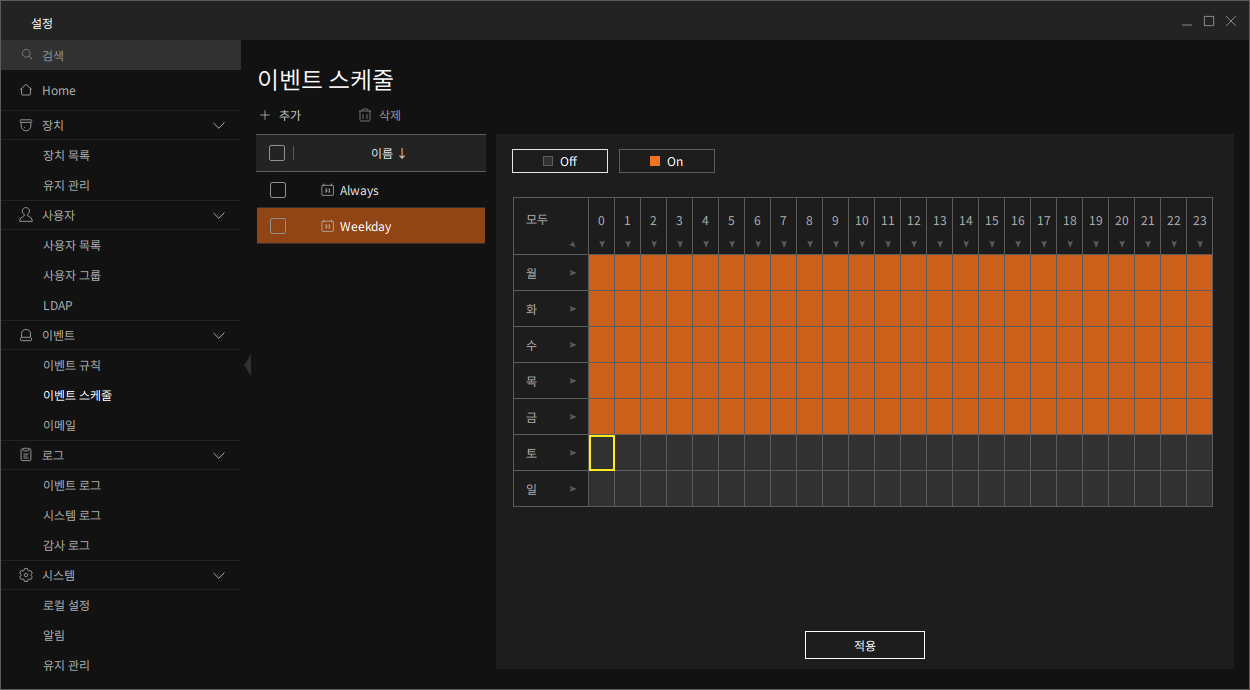 설정
검색
Home
장치
장치 목록
유지 관리
사용자
사용자 목록
사용자 그룹
LDAP
이벤트
이벤트 규칙
이벤트 스케줄
이메일
로그
이벤트 로그
시스템 로그
감사 로그
시스템
로컬 설정
알림
유지 관리
이벤트 스케줄
추가 삭제
이름 ↓
Always
Weekday
Off On
모두 0 1 2 3 4 5 6 7 8 9 10 11 12 13 14 15 16 17 18 19 20 21 22 23
월
화
수
목
금
토
일
적용